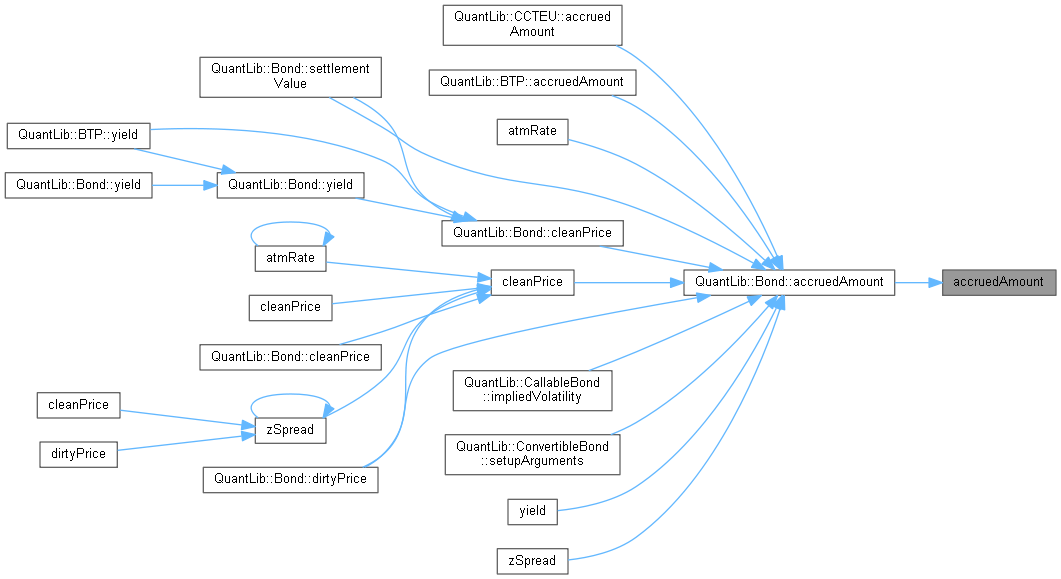 QuantLib::CCTEU::accrued
Amount
QuantLib::Bond::settlement
Value
QuantLib::BTP::accruedAmount
QuantLib::BTP::yield
atmRate
QuantLib::Bond::yield
QuantLib::Bond::yield
QuantLib::Bond::cleanPrice
atmRate
cleanPrice
QuantLib::Bond::accruedAmount
accruedAmount
cleanPrice
QuantLib::Bond::cleanPrice
QuantLib::CallableBond
::impliedVolatility
cleanPrice
zSpread
dirtyPrice
QuantLib::ConvertibleBond
::setupArguments
QuantLib::Bond::dirtyPrice
yield
zSpread